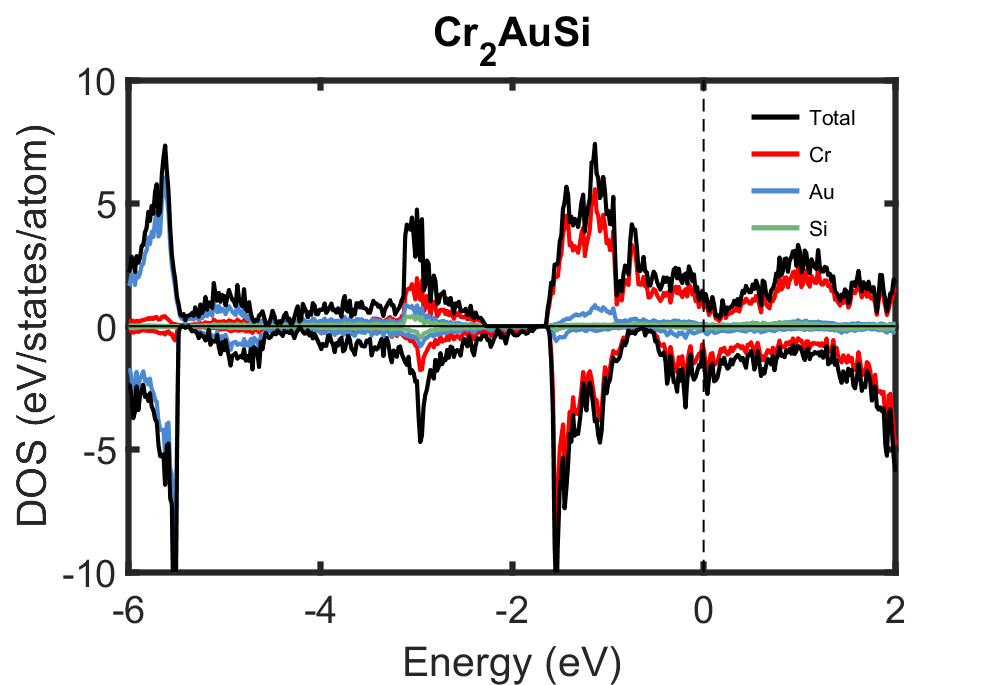 Cr₂AuSi
DOS (eV/states/atom)
10
5
0
-5
-10
Total
Cr
Au
Si
-6 -4 -2 0 2
Energy (eV)